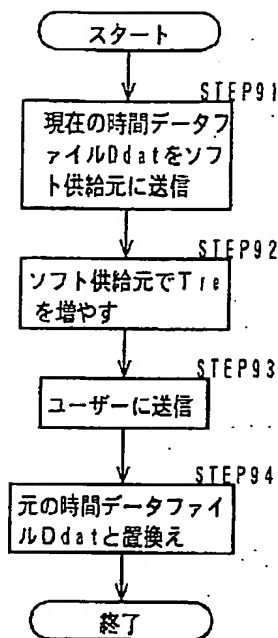 スタート
STEP91
現在の時間データフ
ァイルDdatをソフ
ト供給元に送信
STEP92
ソフト供給元でTre
を増やす
STEP93
ユーザーに送信
STEP94
元の時間データファイ
ルDdatと置換え
終了